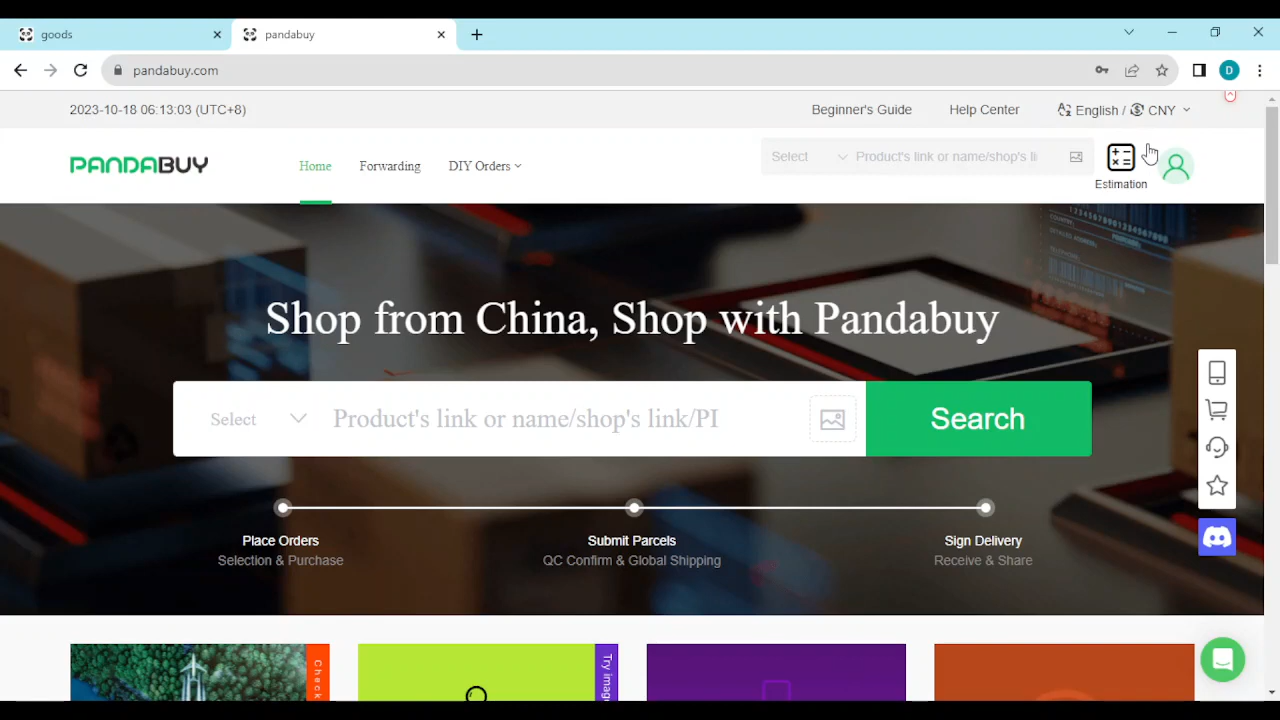 goods
pandabuy
pandabuy.com
D
2023-10-18 06:13:03 (UTC+8)
Beginner's Guide
Help Center
English / CNY
PANDABUY
Home
Forwarding
DIY Orders
Select
Product's link or name/shop's li
Estimation
Shop from China, Shop with Pandabuy
Select
Product's link or name/shop's link/PI
Search
Place Orders
Submit Parcels
Sign Delivery
Selection & Purchase
QC Confirm & Global Shipping
Receive & Share
Check
Try imag